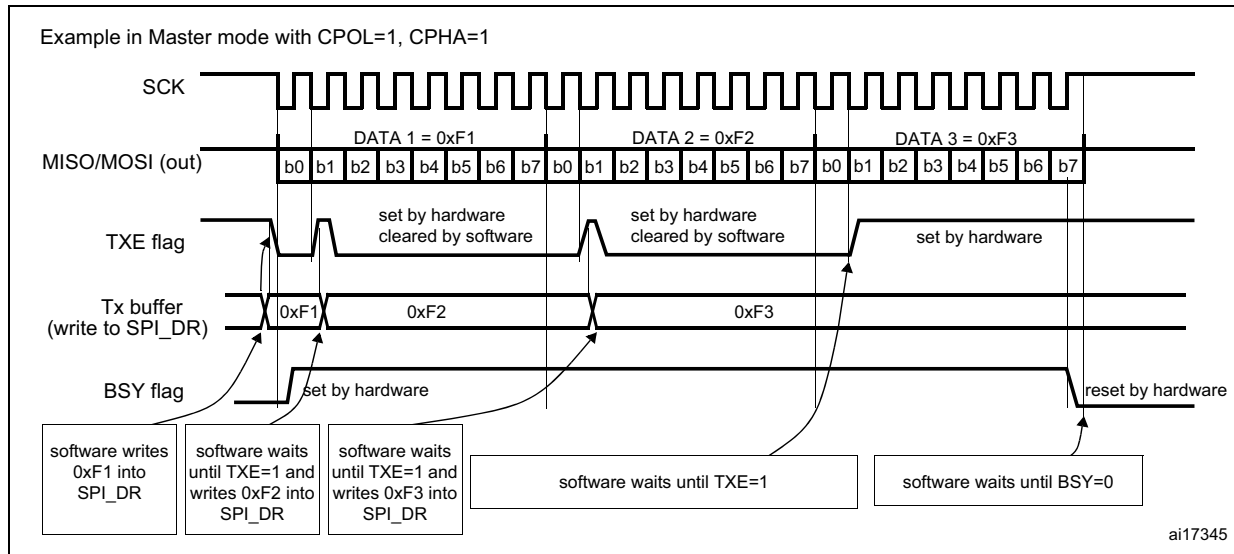 Example in Master mode with CPOL=1, CPHA=1
SCK
DATA 1 = 0xF1
DATA 2 = 0xF2
DATA 3 = 0xF3
MISO/MOSI (out)
b0 b1 b2 b3 b4 b5 b6 b7 b0 b1 b2 b3 b4 b5 b6 b7 b0 b1 b2 b3 b4 b5 b6 b7
TXE flag
set by hardware
cleared by software
set by hardware
cleared by software
set by hardware
Tx buffer
(write to SPI_DR)
0xF1
0xF2
0xF3
BSY flag
set by hardware
reset by hardware
software writes
0xF1 into
SPI_DR
software waits
until TXE=1 and
writes 0xF2 into
SPI_DR
software waits
until TXE=1 and
writes 0xF3 into
SPI_DR
software waits until TXE=1
software waits until BSY=0
ai17345